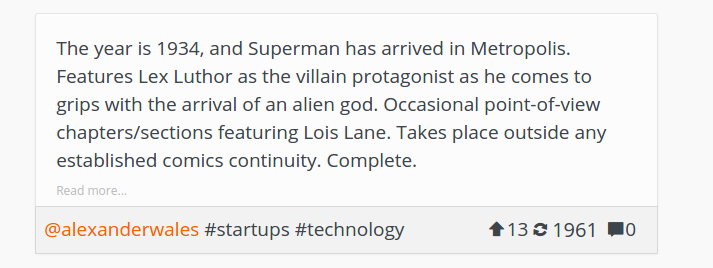 The year is 1934, and Superman has arrived in Metropolis.
Features Lex Luthor as the villain protagonist as he comes to
grips with the arrival of an alien god. Occasional point-of-view
chapters/sections featuring Lois Lane. Takes place outside any
established comics continuity. Complete.
Read more...
@alexanderwales #startups #technology 13 1961 0